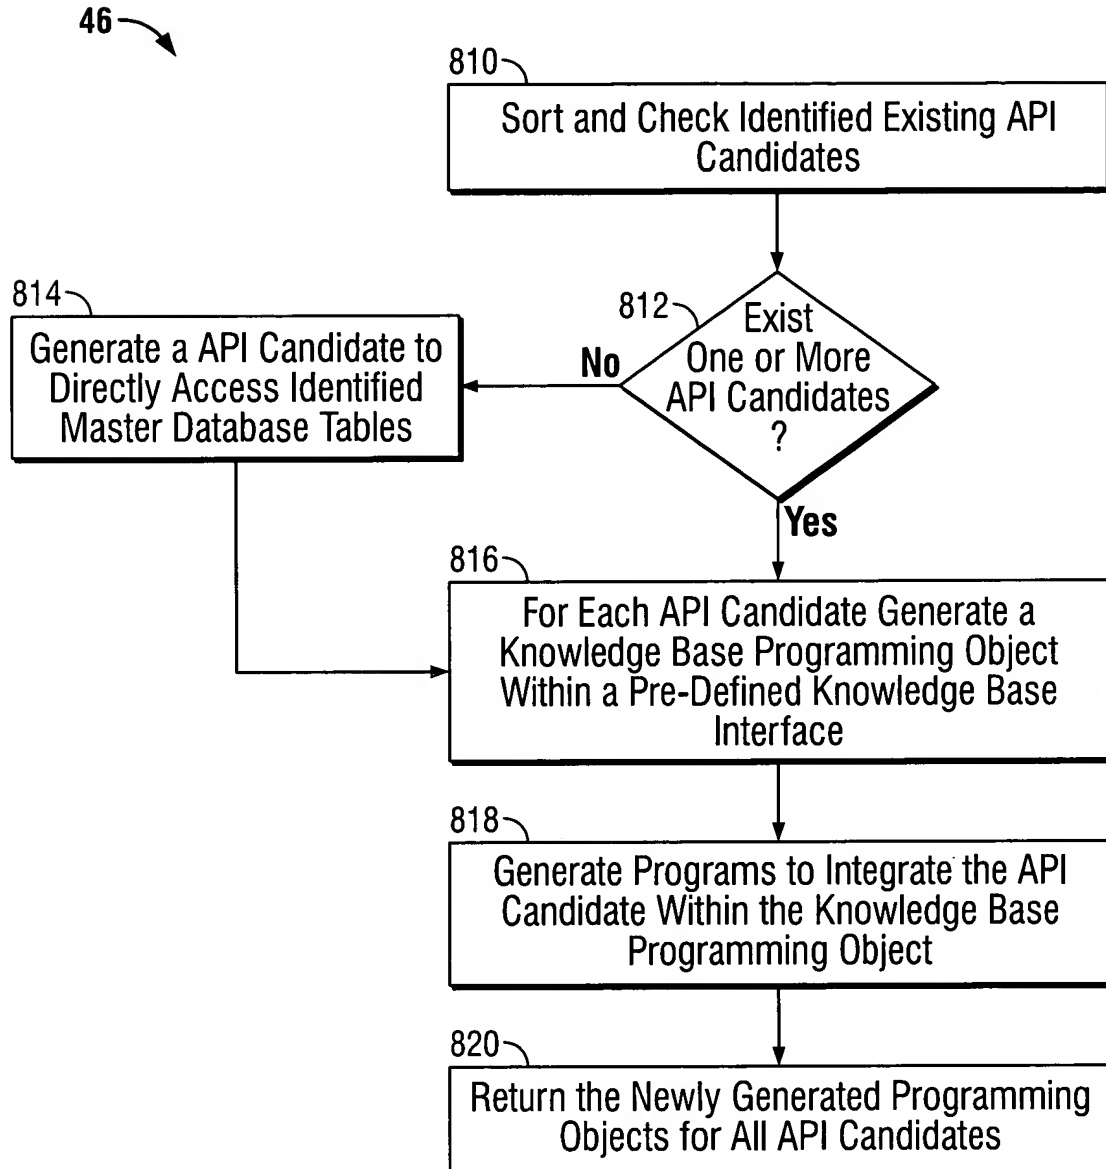 46
810
Sort and Check Identified Existing API
Candidates
812
Exist
One or More
API Candidates
?
No
Yes
814
Generate a API Candidate to
Directly Access Identified
Master Database Tables
816
For Each API Candidate Generate a
Knowledge Base Programming Object
Within a Pre-Defined Knowledge Base
Interface
818
Generate Programs to Integrate the API
Candidate Within the Knowledge Base
Programming Object
820
Return the Newly Generated Programming
Objects for All API Candidates